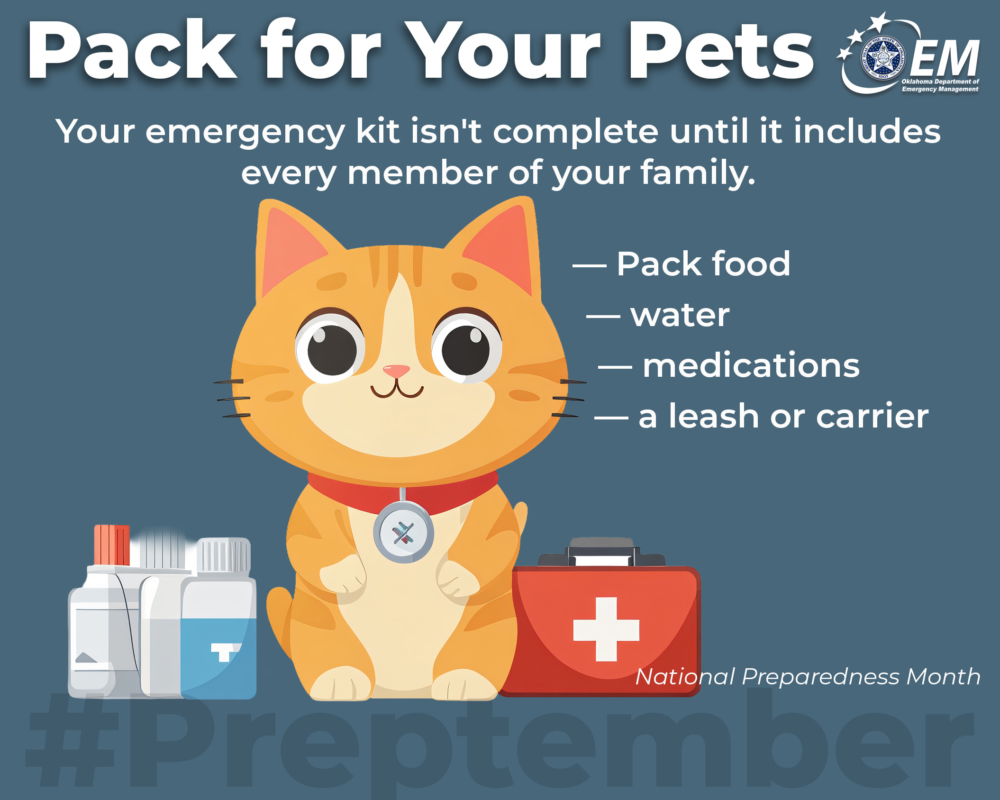 Pack for Your Pets
GREAT SEAL OF THE STATE OF OKLAHOMA
1907
EM
Oklahoma Department of
Emergency Management
Your emergency kit isn't complete until it includes
every member of your family.
— Pack food
— water
— medications
— a leash or carrier
National Preparedness Month
#Preptember